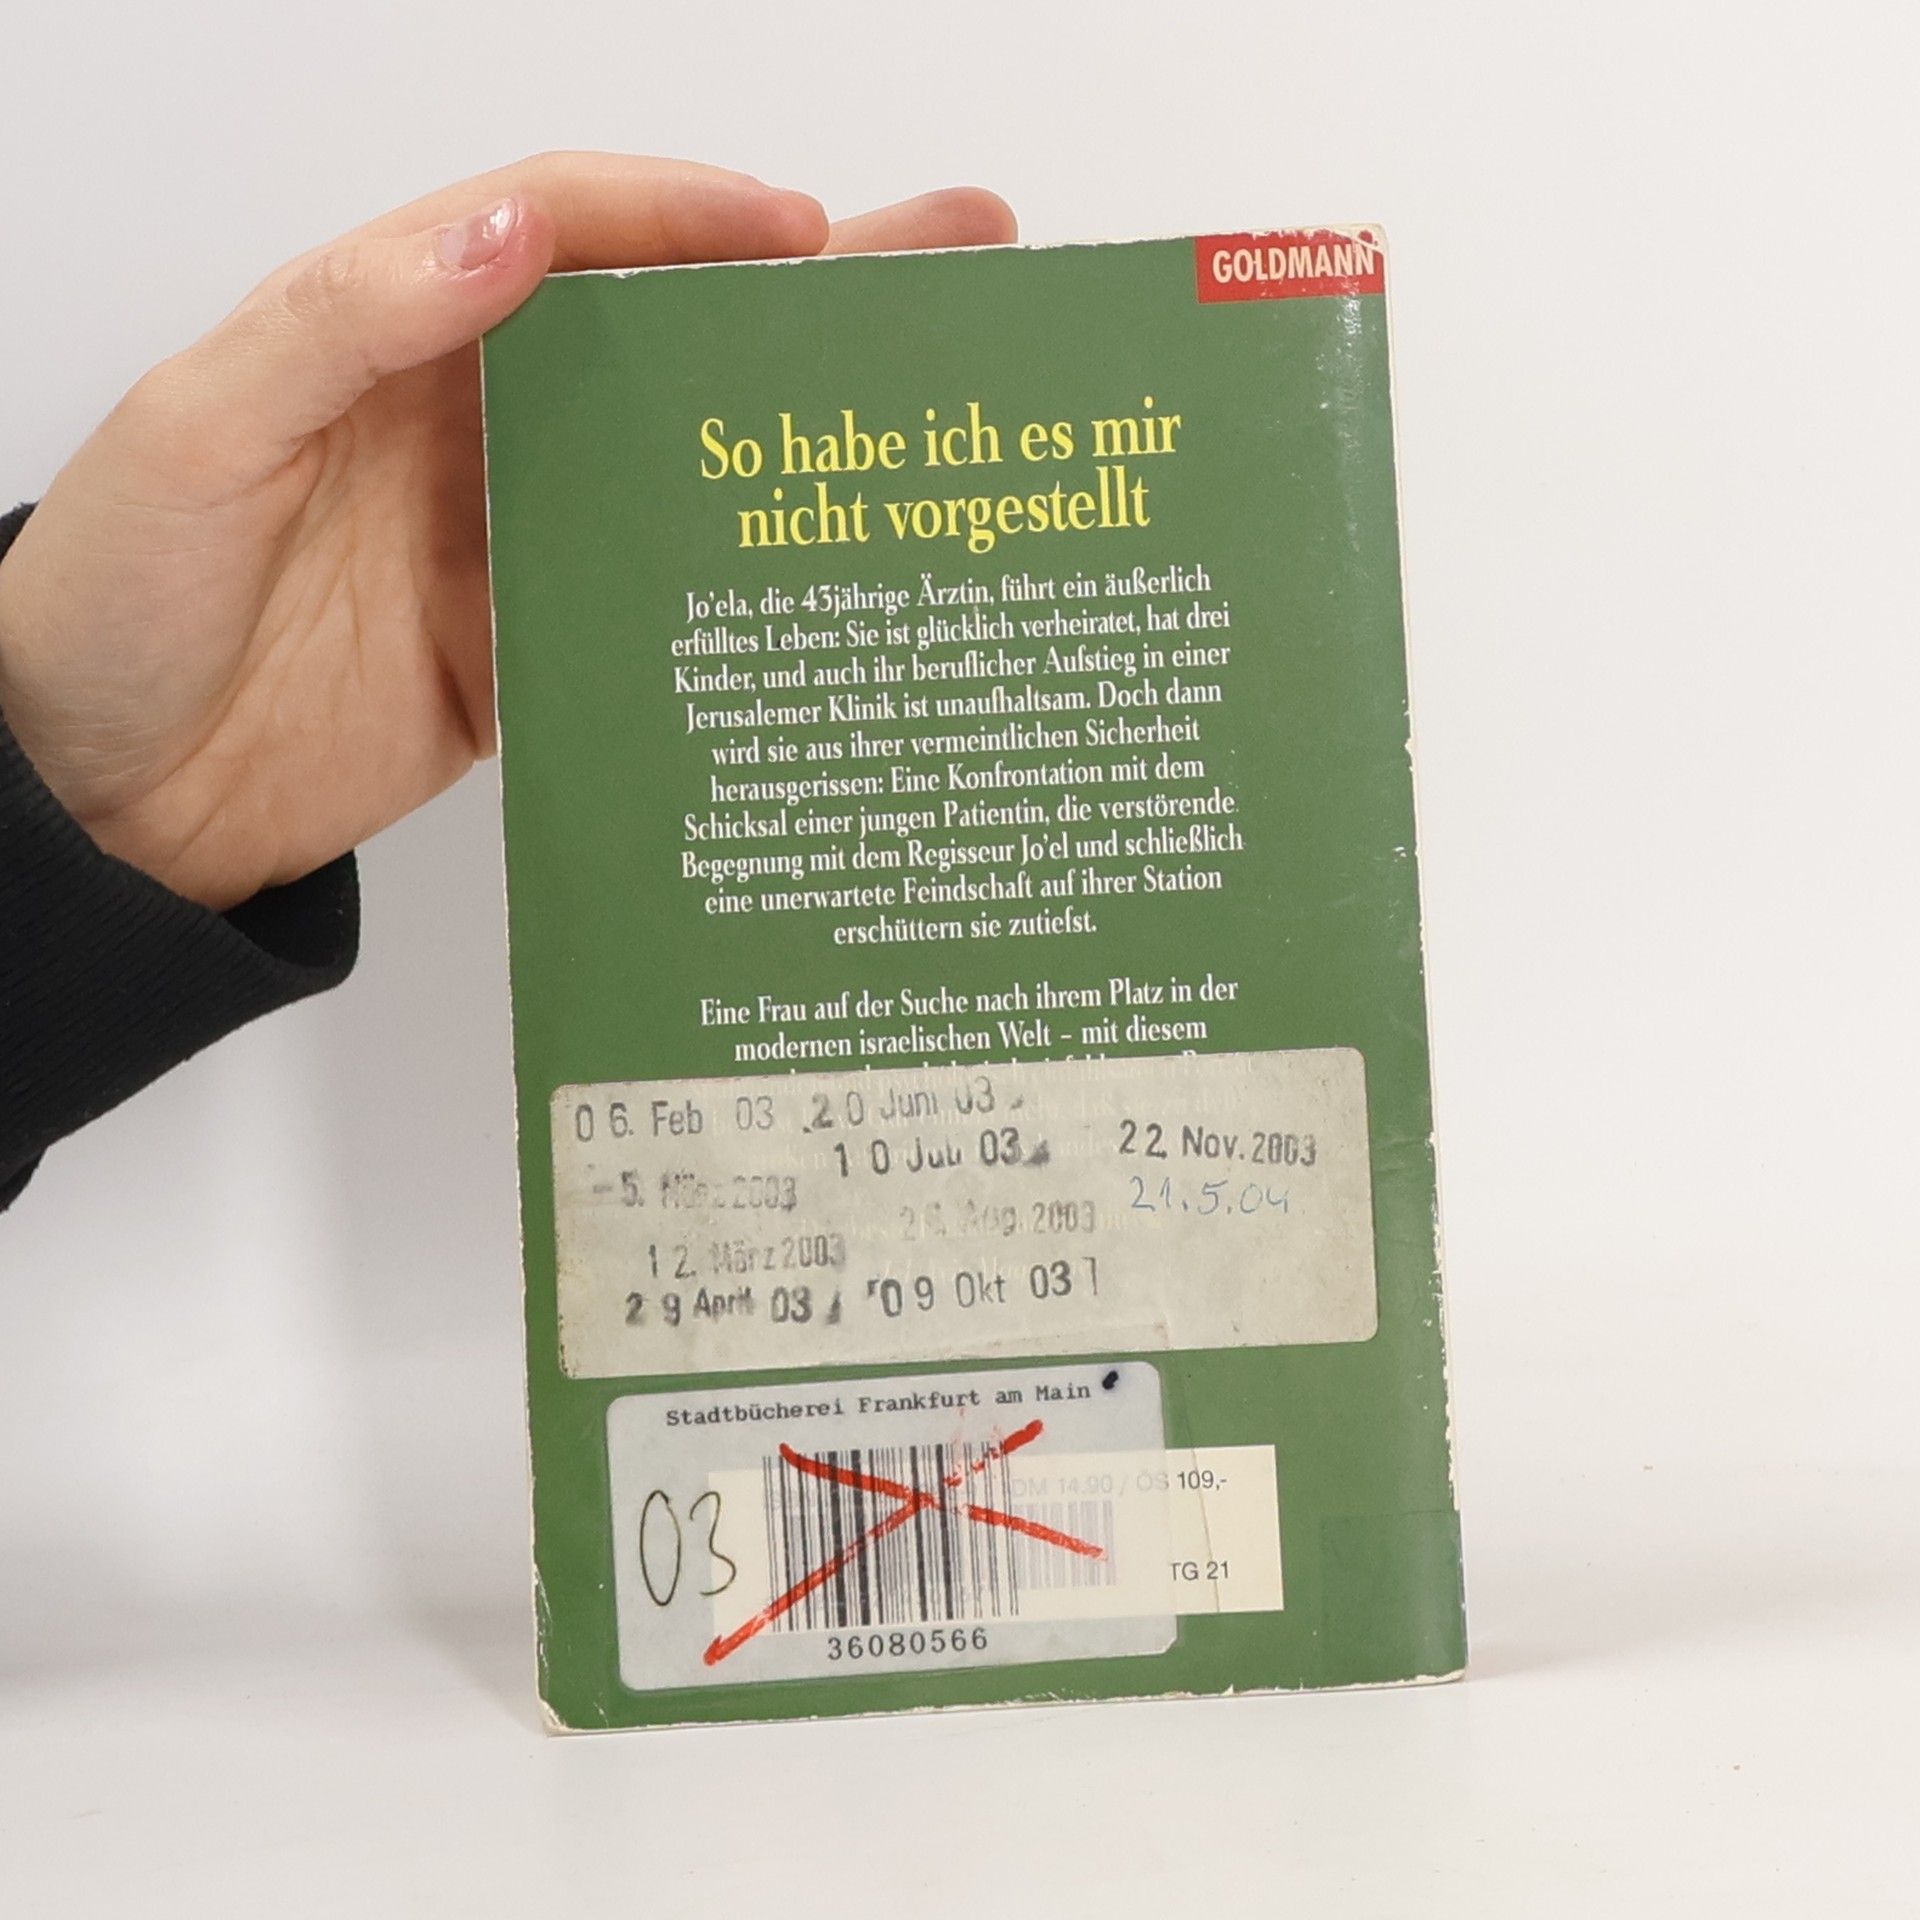 GOLDMANN
So habe ich es mir
nicht vorgestellt
Jo'ela, die 43jährige Ärztin, führt ein äußerlich
erfülltes Leben: Sie ist glücklich verheiratet, hat drei
Kinder, und auch ihr beruflicher Aufstieg in einer
Jerusalemer Klinik ist unaufhaltsam. Doch dann
wird sie aus ihrer vermeintlichen Sicherheit
herausgerissen: Eine Konfrontation mit dem
Schicksal einer jungen Patientin, die verstörende
Begegnung mit dem Regisseur Jo'el und schließlich
eine unerwartete Feindschaft auf ihrer Station
erschüttern sie zutiefst.
Eine Frau auf der Suche nach ihrem Platz in der
modernen israelischen Welt – mit diesem
06. Feb 03
20 Juni 03
10 Juli 03
22. Nov. 2003
-5. März 2003
21.5.04
Aug. 2003
12. März 2003
29 April 03
09 Okt 03
Stadtbücherei Frankfurt am Main
DM 14.90 / ÖS 109,-
03
TG 21
36080566